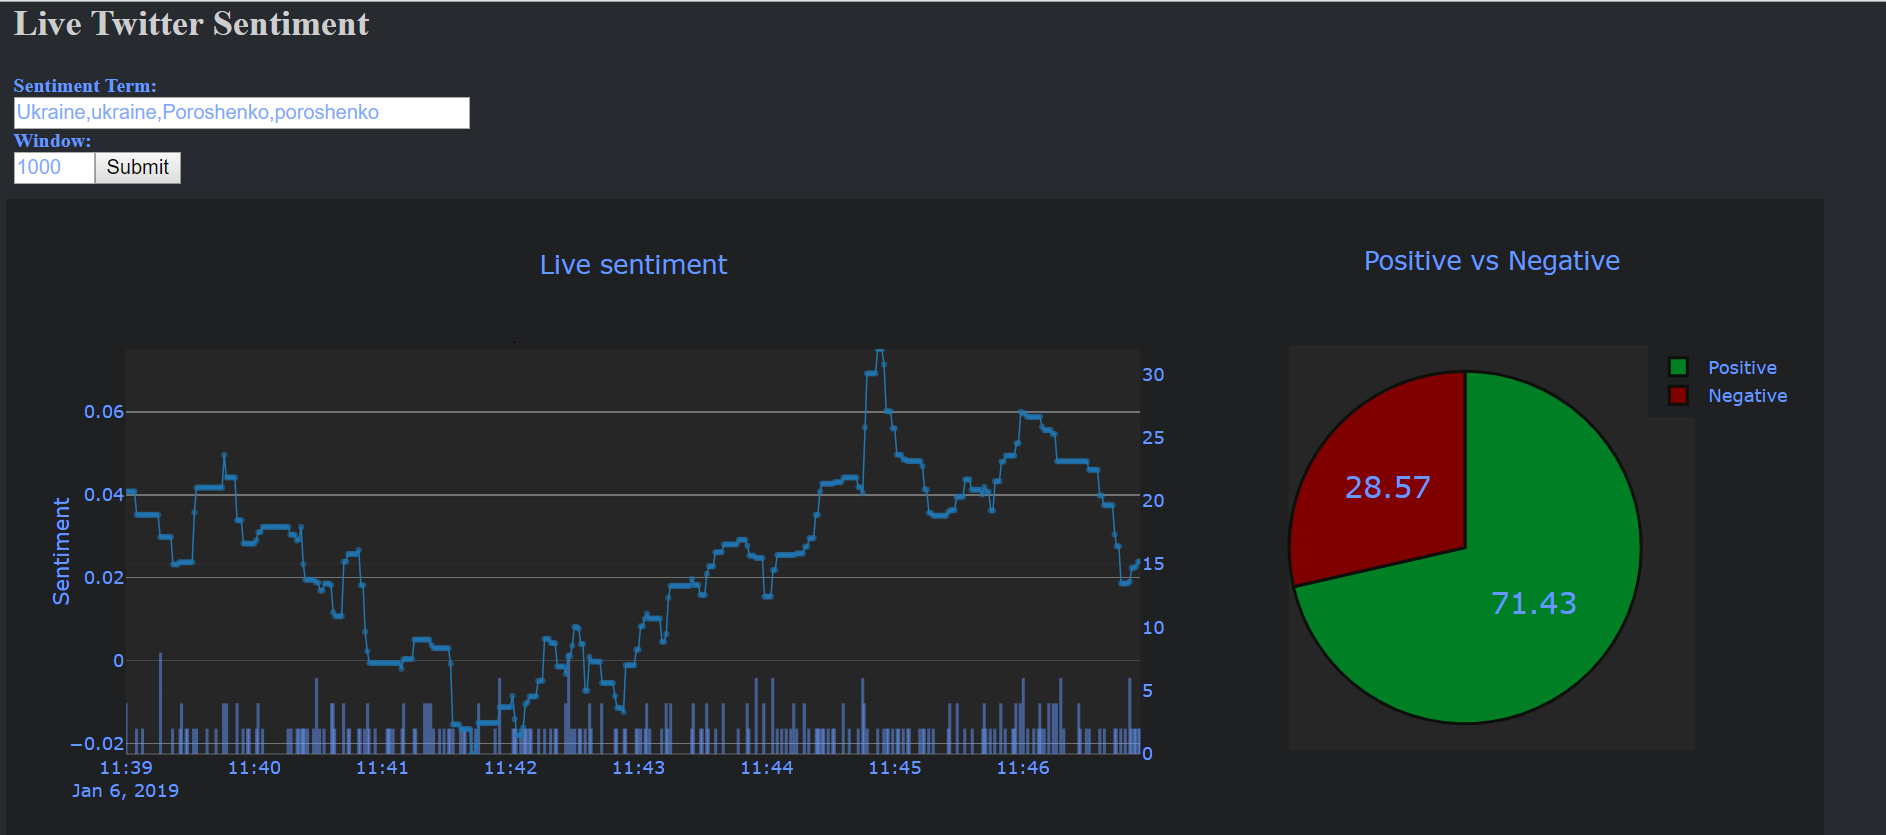 Live Twitter Sentiment
Sentiment Term:
Ukraine,ukraine,Poroshenko,poroshenko
Window:
1000 Submit
Live sentiment
Positive vs Negative
Positive
Negative
Sentiment
0.06
0.04
0.02
0
−0.02
30
25
20
15
10
5
0
11:39 11:40 11:41 11:42 11:43 11:44 11:45 11:46
Jan 6, 2019
28.57
71.43